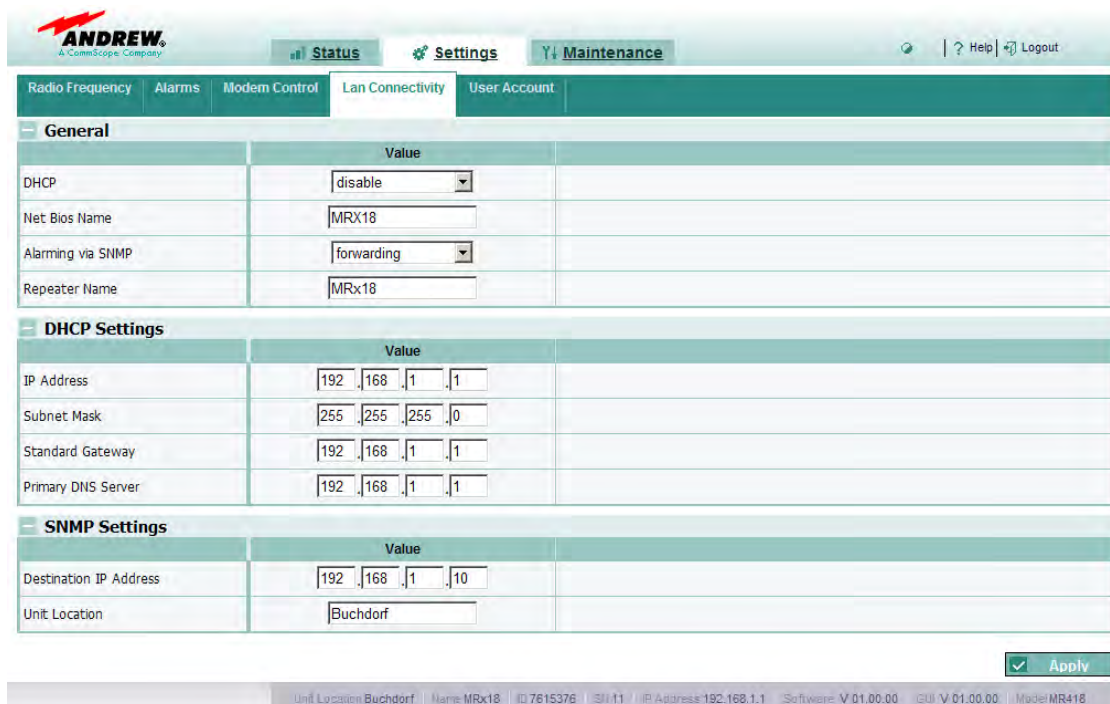 ANDREW®
A CommScope Company
Status Settings Maintenance ? Help Logout
Radio Frequency Alarms Modem Control Lan Connectivity User Account
General
Value
DHCP disable
Net Bios Name MRX18
Alarming via SNMP forwarding
Repeater Name MRx18
DHCP Settings
Value
IP Address 192 .168 .1 .1
Subnet Mask 255 .255 .255 .0
Standard Gateway 192 .168 .1 .1
Primary DNS Server 192 .168 .1 .1
SNMP Settings
Value
Destination IP Address 192 .168 .1 .10
Unit Location Buchdorf
Apply
Unit Location Buchdorf Name MRx18 ID 7615376 SN 11 IP Address 192.168.1.1 Software V 01.00.00 GUI V 01.00.00 Model MR418